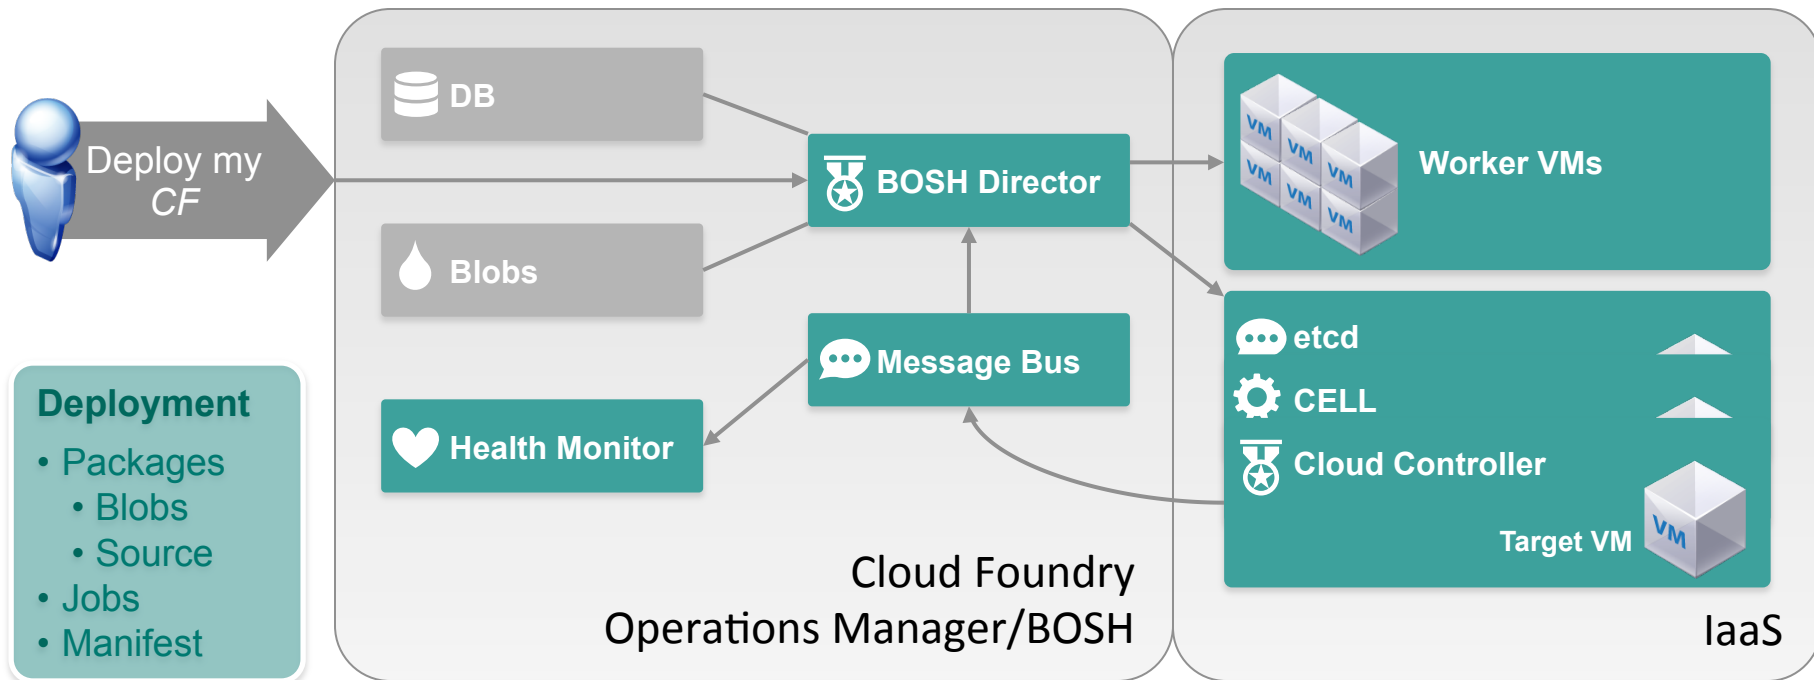 Deploy my
CF
Deployment
• Packages
• Blobs
• Source
• Jobs
• Manifest
DB
Blobs
Health Monitor
BOSH Director
Message Bus
Cloud Foundry
Operations Manager/BOSH
VM
VM
VM
VM
VM
VM
Worker VMs
etcd
CELL
Cloud Controller
Target VM
VM
IaaS